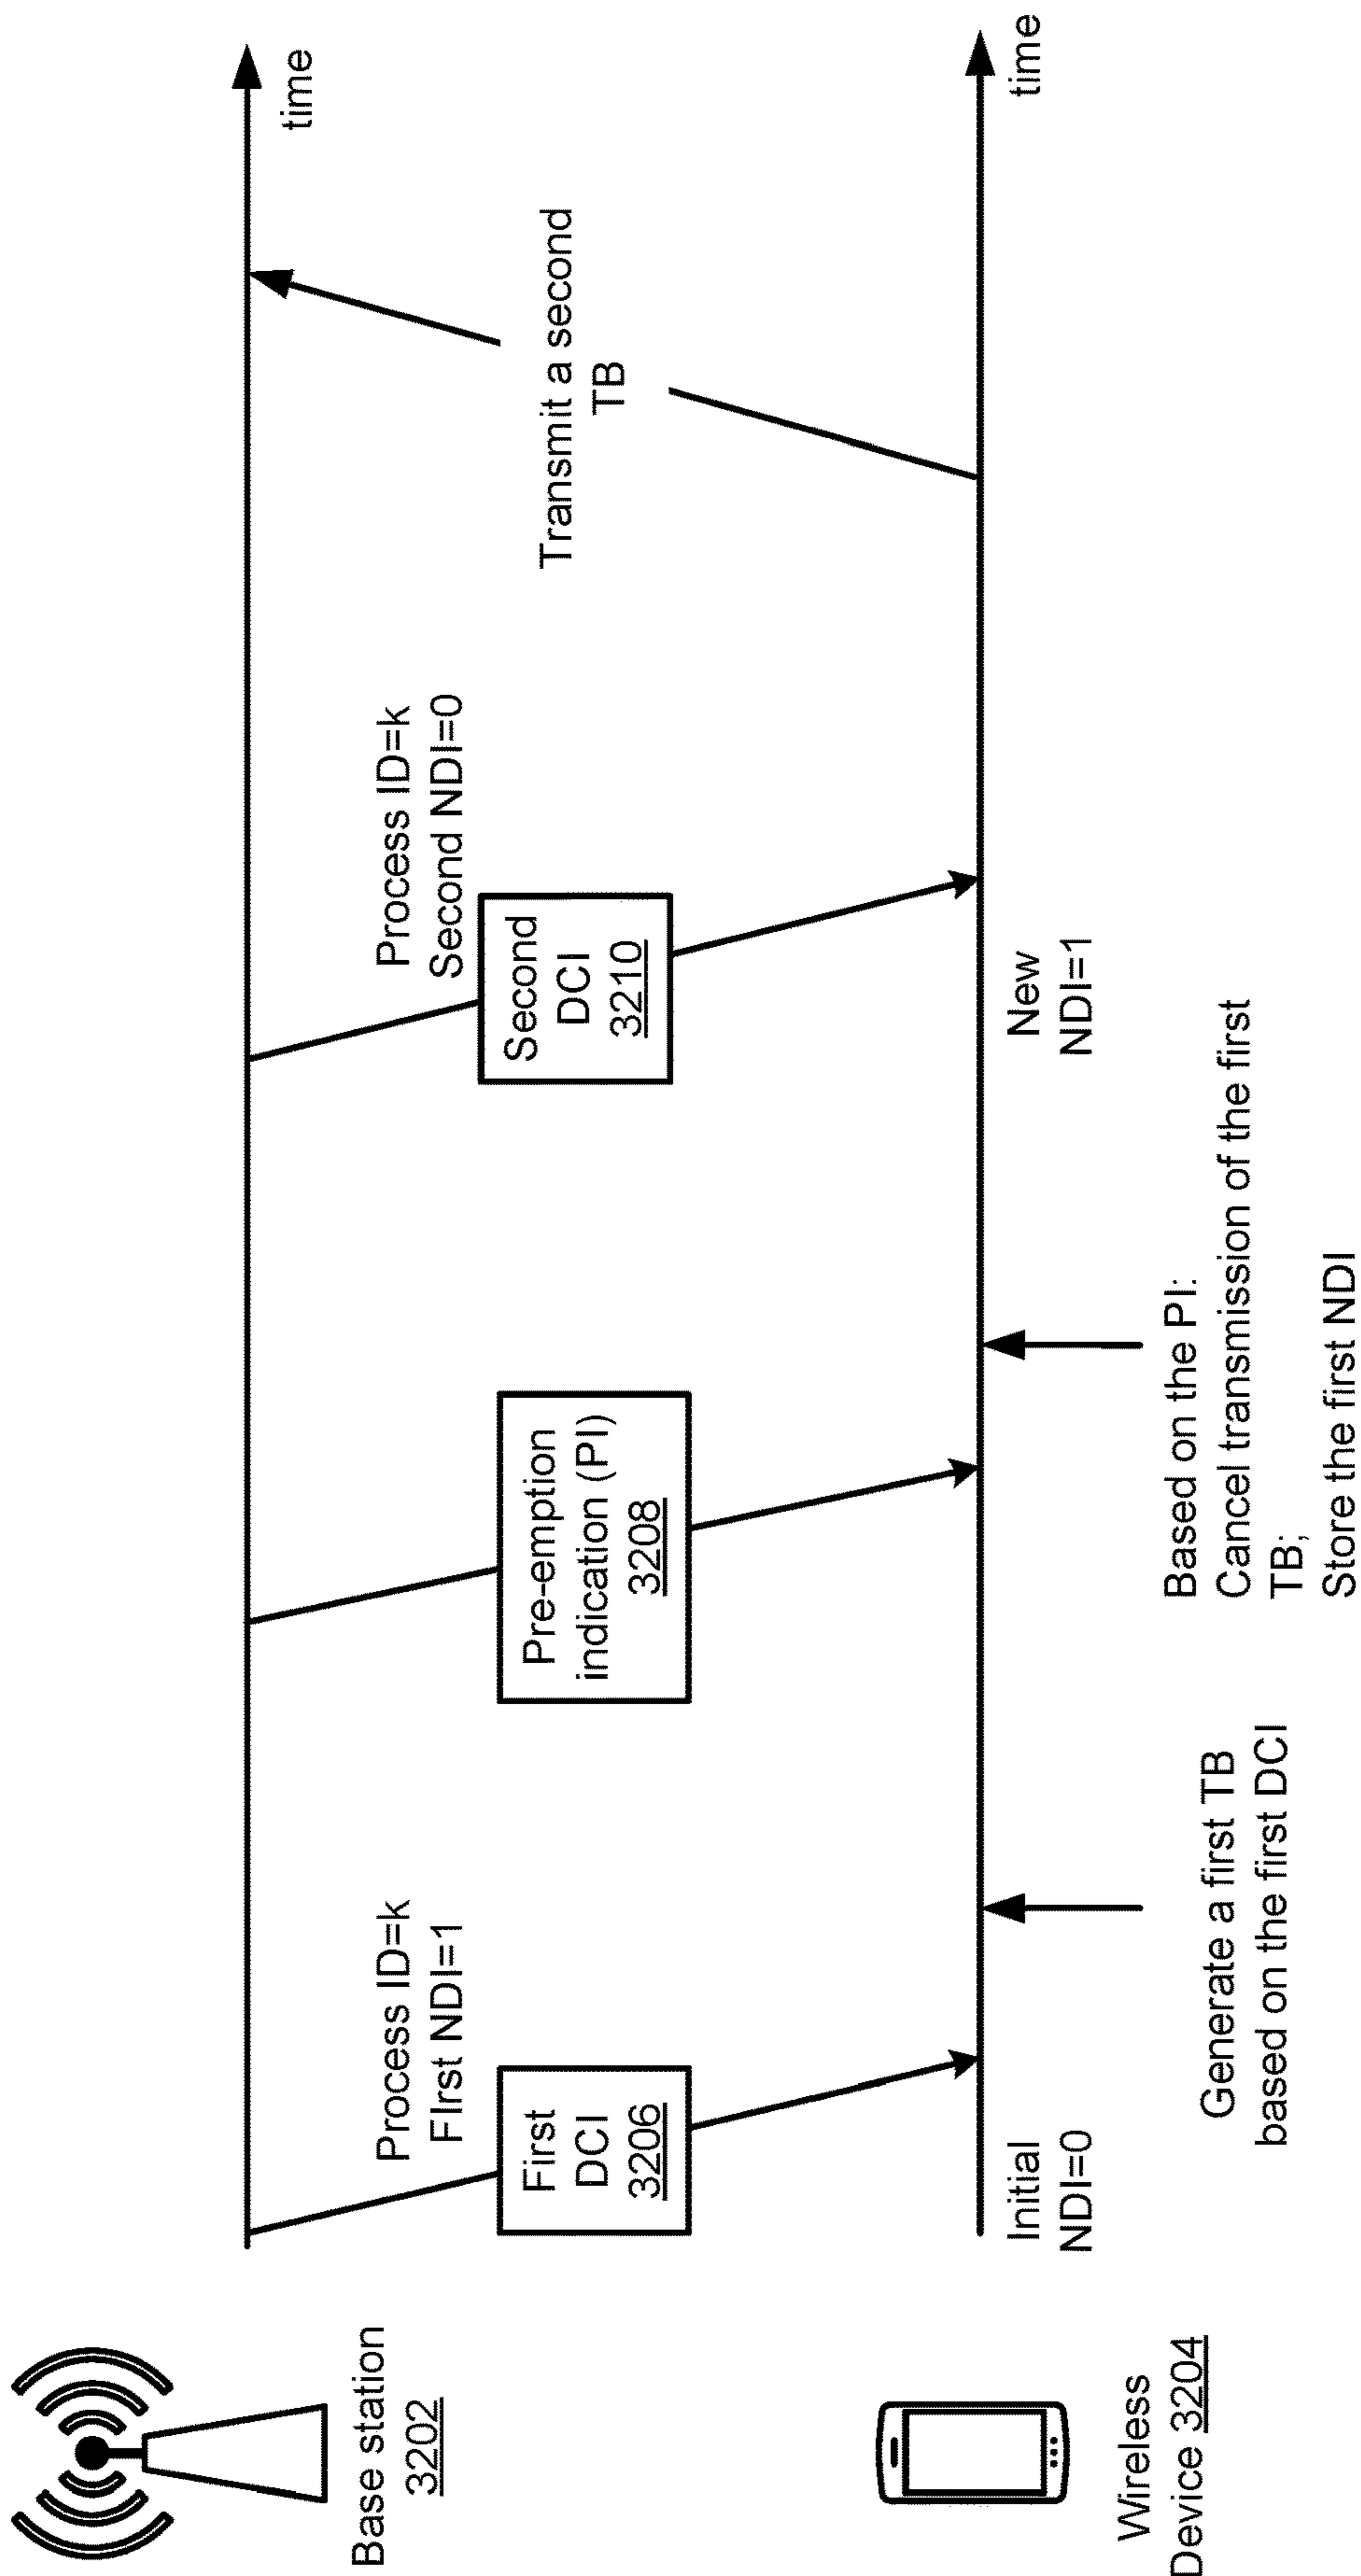 Base station
3202
Process ID=k
FIrst NDI=1
First
DCI
3206
Pre-emption
indication (PI)
3208
Process ID=k
Second NDI=0
Second
DCI
3210
Transmit a second
TB
time
Wireless
Device 3204
Initial
NDI=0
Generate a first TB
based on the first DCI
Based on the PI:
Cancel transmission of the first
TB;
Store the first NDI
New
NDI=1
time